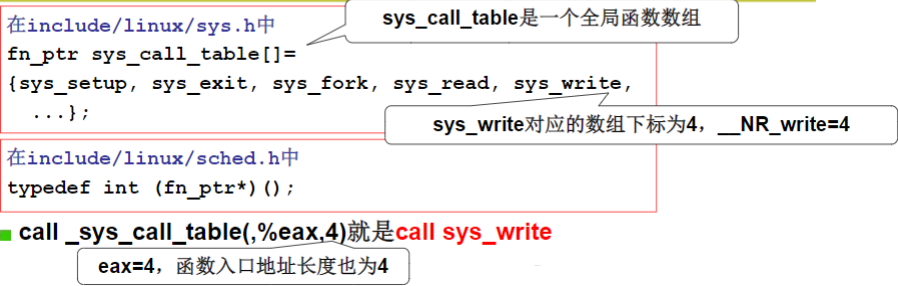 在include/linux/sys.h中
sys_call_table是一个全局函数数组
fn_ptr sys_call_table[]=
{sys_setup, sys_exit, sys_fork, sys_read, sys_write,
...};
sys_write对应的数组下标为4，__NR_write=4
在include/linux/sched.h中
typedef int (fn_ptr*)();
call _sys_call_table(,%eax,4)就是call sys_write
eax=4，函数入口地址长度也为4